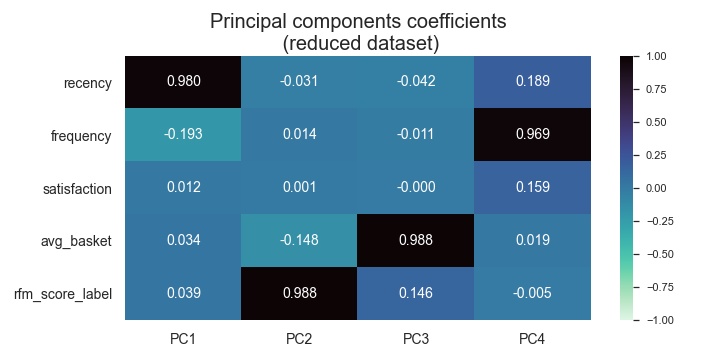 Principal components coefficients
(reduced dataset)
recency 0.980 -0.031 -0.042 0.189
frequency -0.193 0.014 -0.011 0.969
satisfaction 0.012 0.001 -0.000 0.159
avg_basket 0.034 -0.148 0.988 0.019
rfm_score_label 0.039 0.988 0.146 -0.005
PC1 PC2 PC3 PC4
1.00
0.75
0.50
0.25
0.00
−0.25
−0.50
−0.75
−1.00